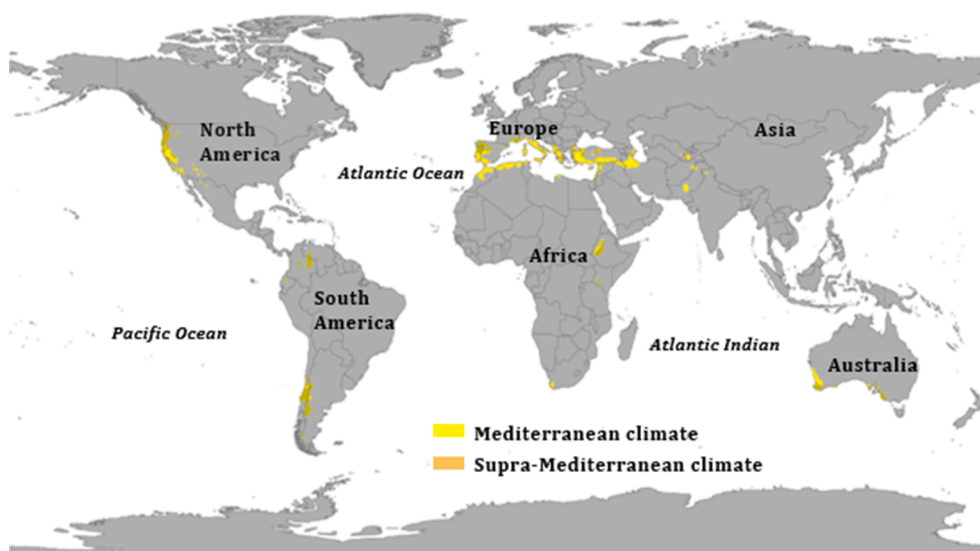 North
America
Europe
Asia
Atlantic Ocean
Africa
South
America
Pacific Ocean
Atlantic Indian
Australia
Mediterranean climate
Supra-Mediterranean climate